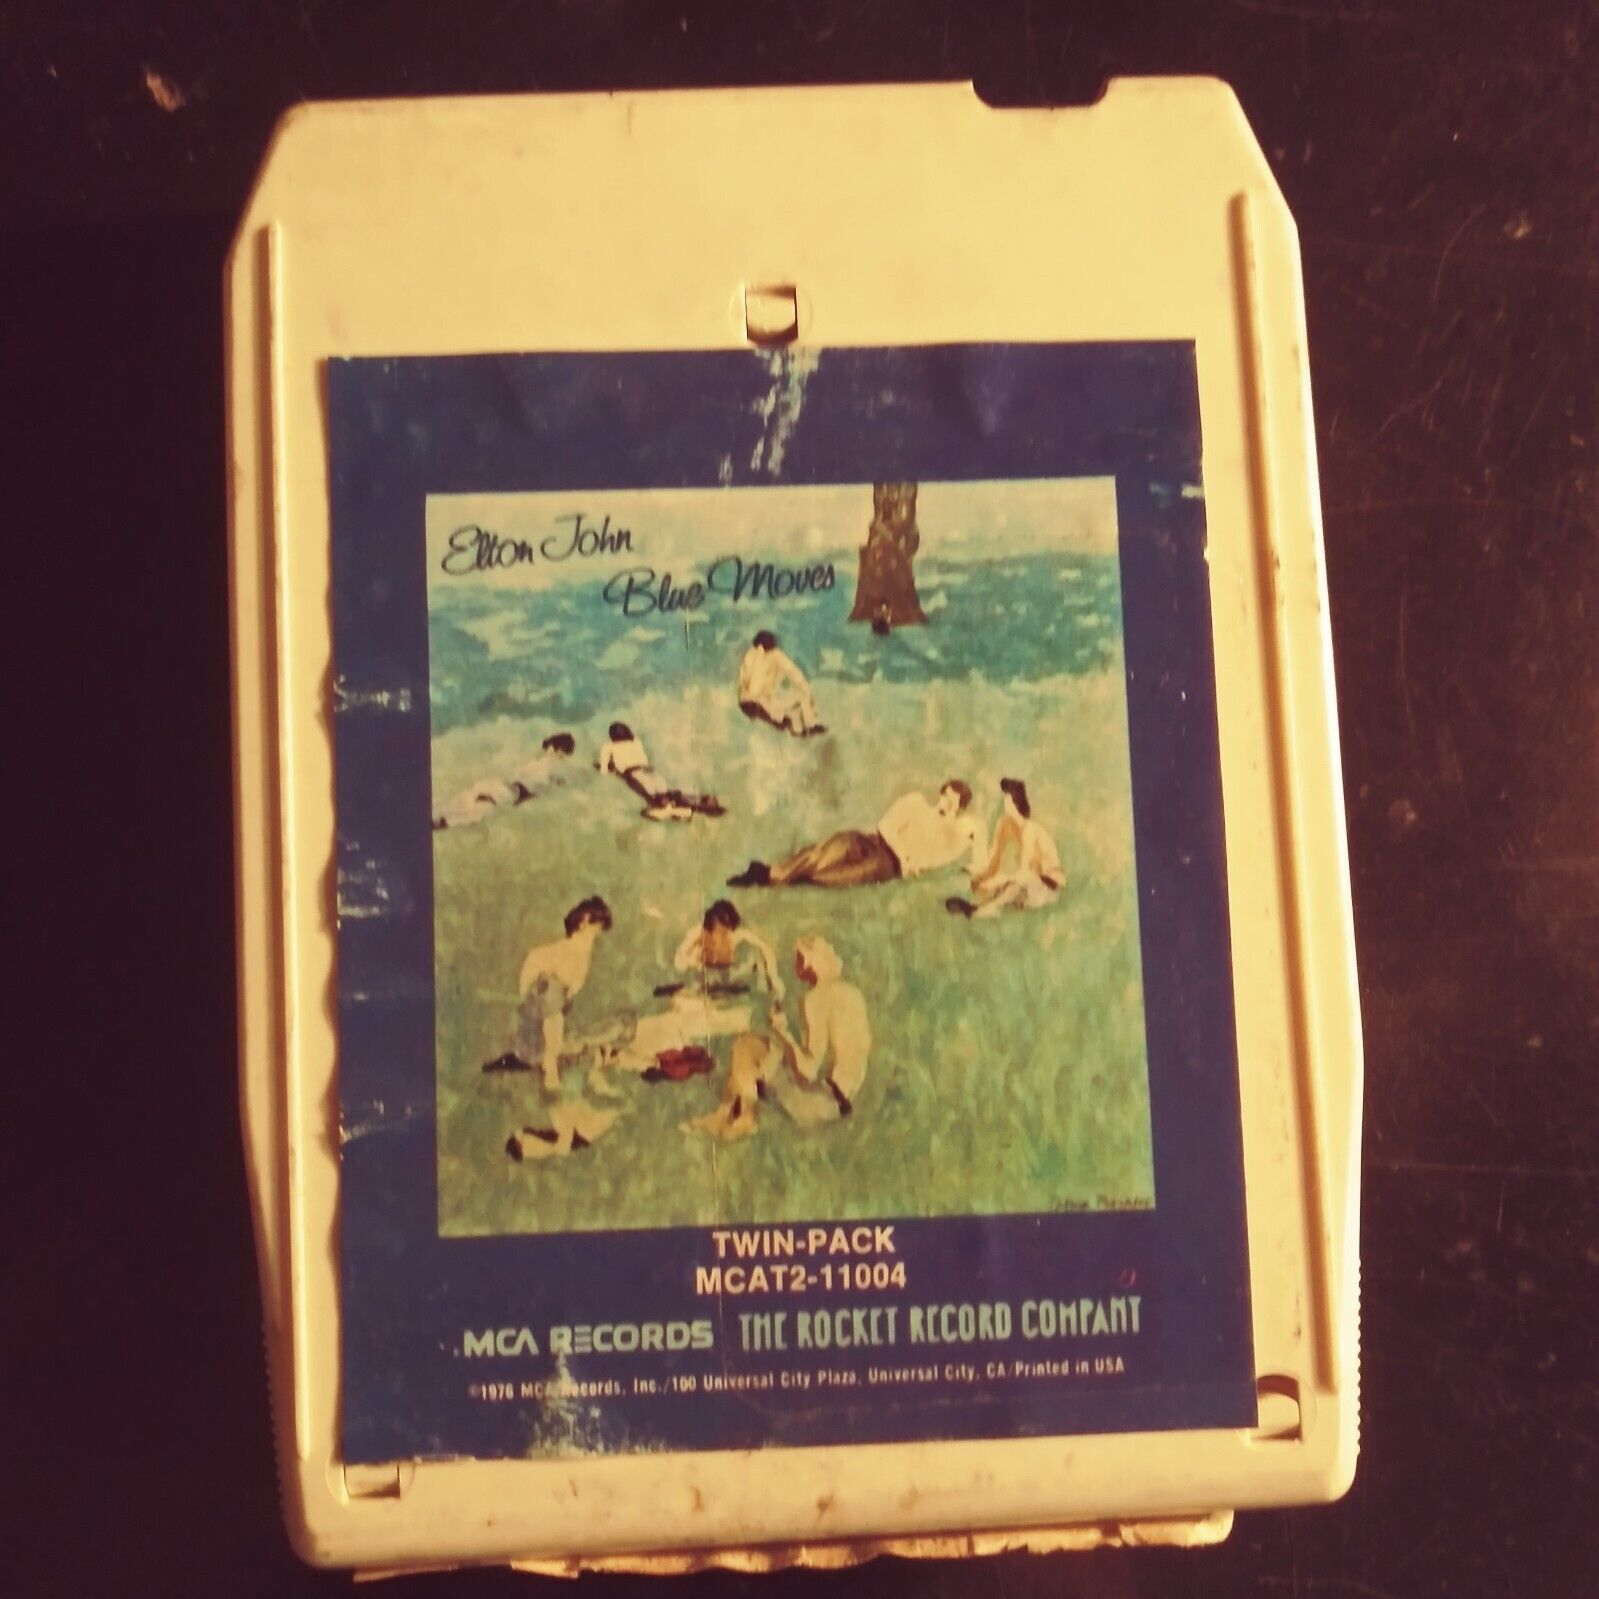 Elton John
Blue Moves
TWIN-PACK
MCAT2-11004
MCA RECORDS THE ROCKET RECORD COMPANY
©1976 MCA Records, Inc./100 Universal City Plaza, Universal City, CA/Printed in USA